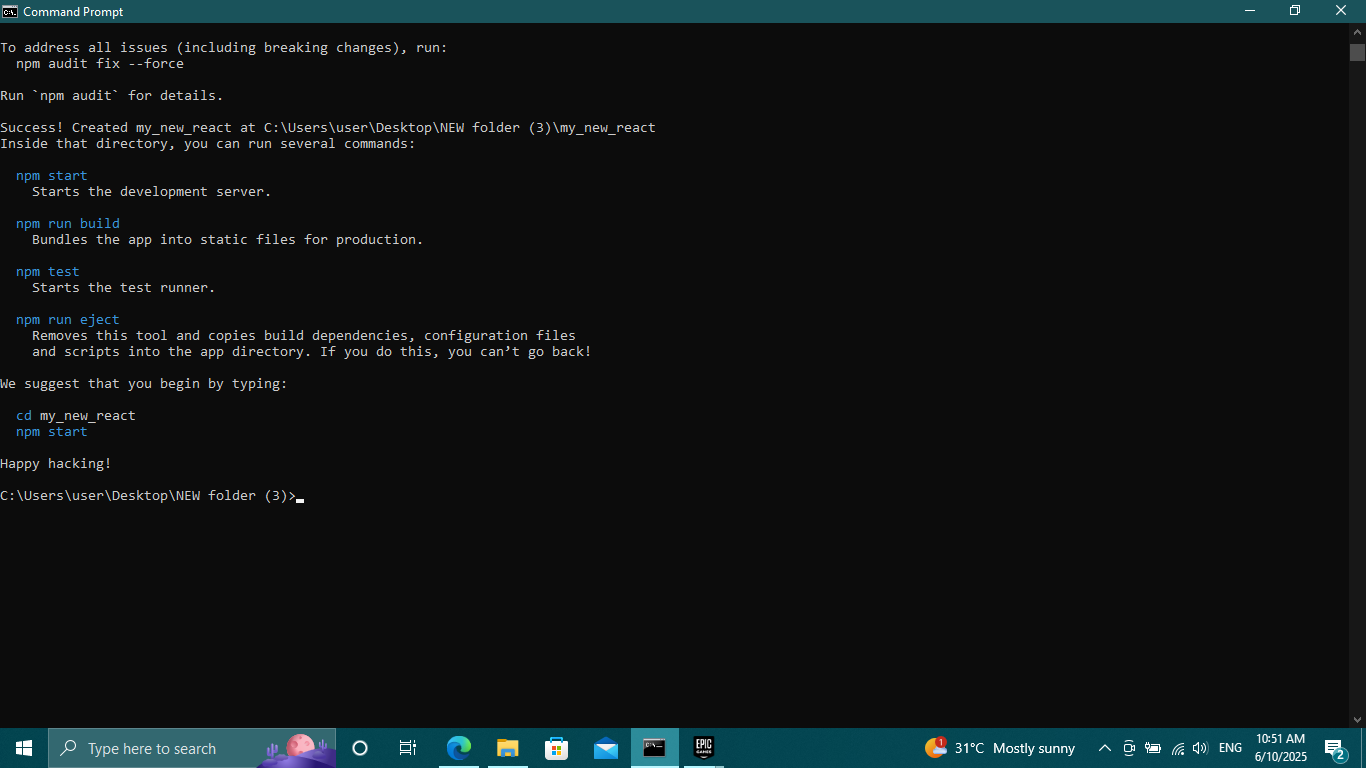 Command Prompt
To address all issues (including breaking changes), run:
npm audit fix --force
Run `npm audit` for details.
Success! Created my_new_react at C:\Users\user\Desktop\NEW folder (3)\my_new_react
Inside that directory, you can run several commands:
npm start
Starts the development server.
npm run build
Bundles the app into static files for production.
npm test
Starts the test runner.
npm run eject
Removes this tool and copies build dependencies, configuration files
and scripts into the app directory. If you do this, you can’t go back!
We suggest that you begin by typing:
cd my_new_react
npm start
Happy hacking!
C:\Users\user\Desktop\NEW folder (3)>
Type here to search
EPIC GAMES
1
31°C Mostly sunny
ENG
10:51 AM
6/10/2025
2